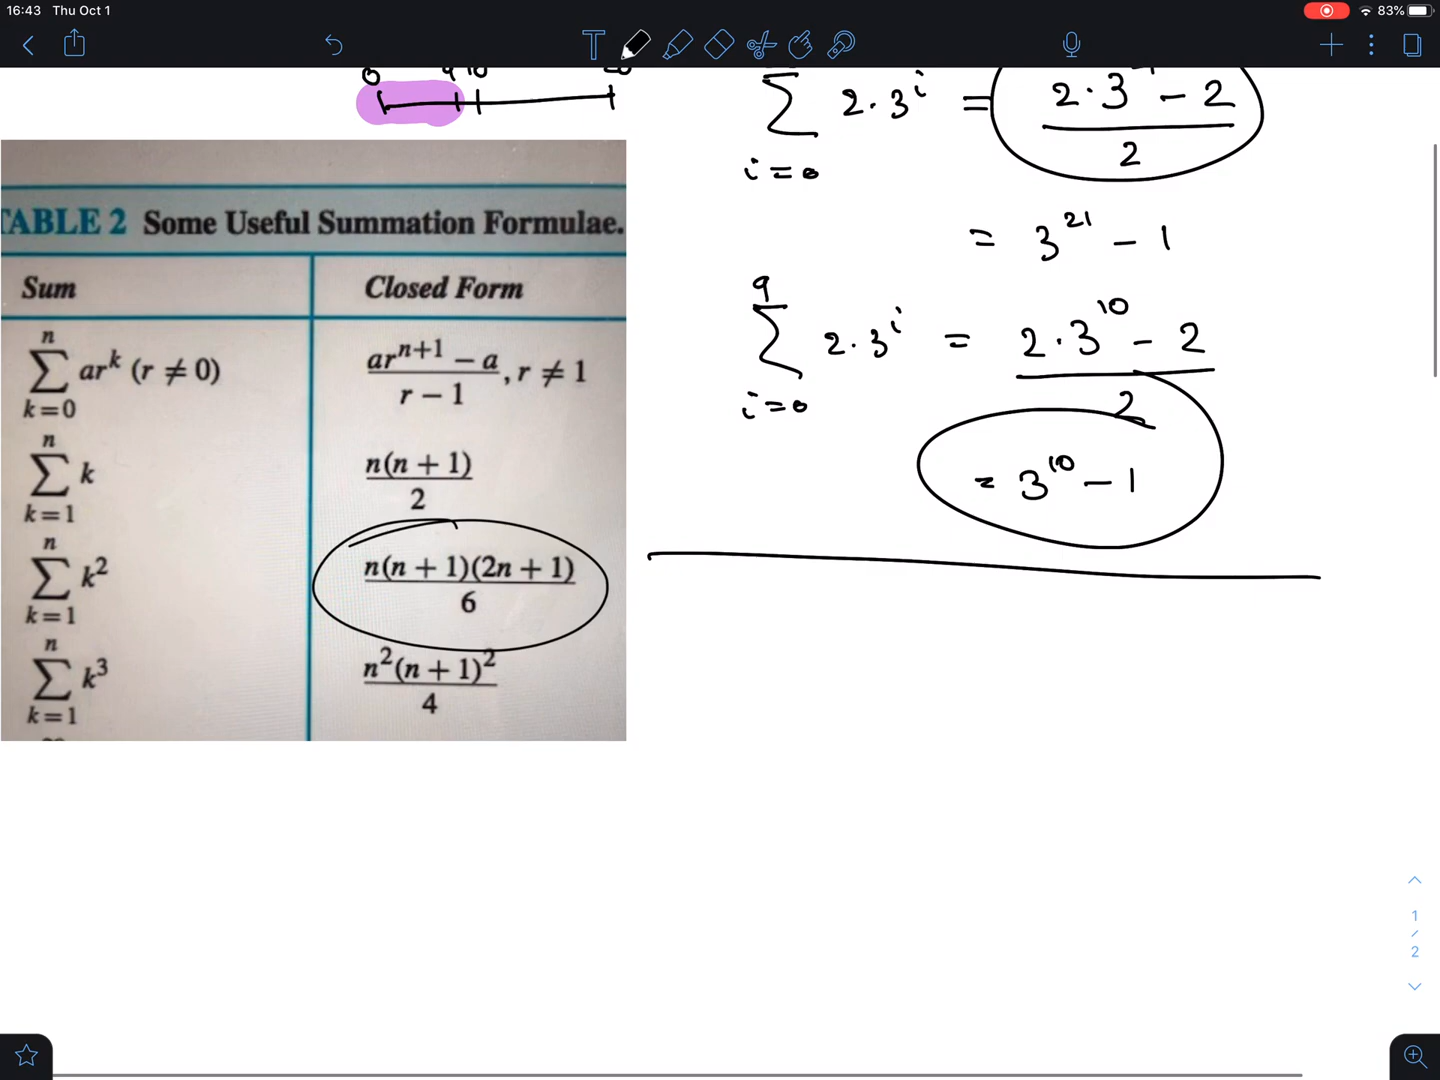 16:43 Thu Oct 1
83%
0 9 10
∑ 2·3^i = (2·3 - 2)/2
i=0
= 3^21 - 1
9
∑ 2·3^i = (2·3^10 - 2)/2
i=0
= 3^10 - 1
TABLE 2 Some Useful Summation Formulae.
Sum Closed Form
n
∑ ar^k (r ≠ 0) (ar^(n+1) - a)/(r - 1), r ≠ 1
k=0
n
∑ k n(n + 1)/2
k=1
n
∑ k^2 n(n + 1)(2n + 1)/6
k=1
n
∑ k^3 n^2(n + 1)^2/4
k=1
1
/
2